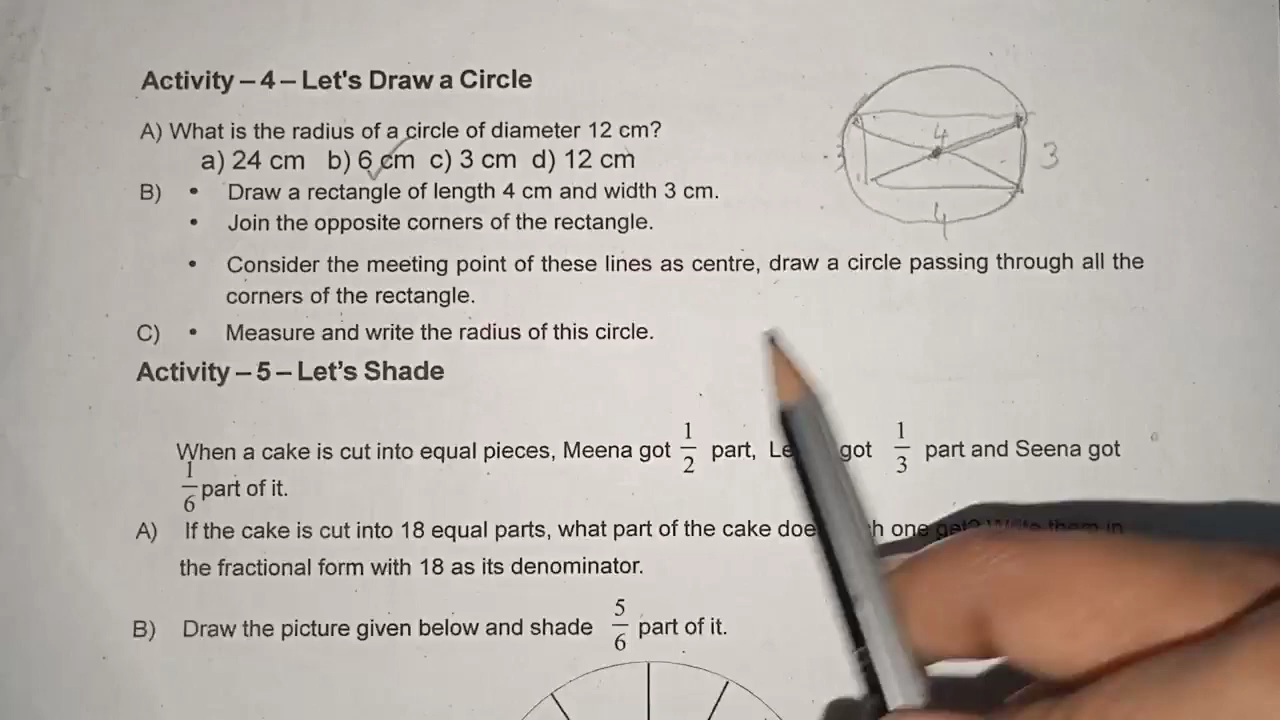 Activity – 4 – Let's Draw a Circle
A) What is the radius of a circle of diameter 12 cm?
a) 24 cm b) 6 cm c) 3 cm d) 12 cm
B) • Draw a rectangle of length 4 cm and width 3 cm.
• Join the opposite corners of the rectangle.
• Consider the meeting point of these lines as centre, draw a circle passing through all the
corners of the rectangle.
C) • Measure and write the radius of this circle.
4
3
3
4
Activity – 5 – Let's Shade
When a cake is cut into equal pieces, Meena got 1/2 part, got 1/3 part and Seena got
1/6 part of it.
A) If the cake is cut into 18 equal parts, what part of the cake one get? Write them in
the fractional form with 18 as its denominator.
B) Draw the picture given below and shade 5/6 part of it.